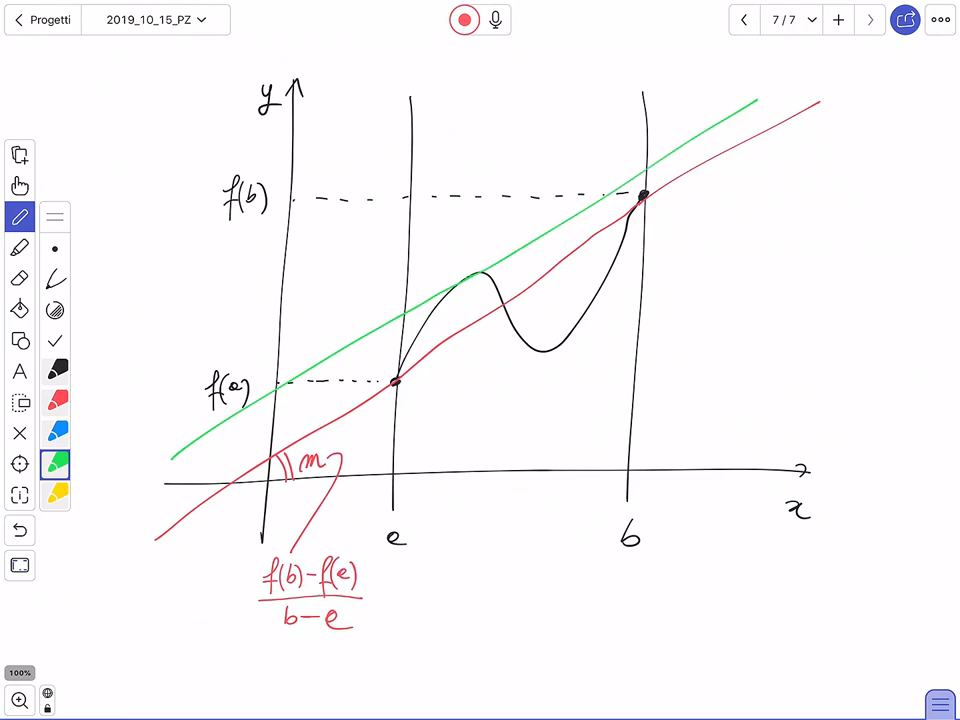 Progetti
2019_10_15_PZ
7 / 7
y
f(b)
f(a)
m
a
b
x
f(b)-f(a)
b-a
100%